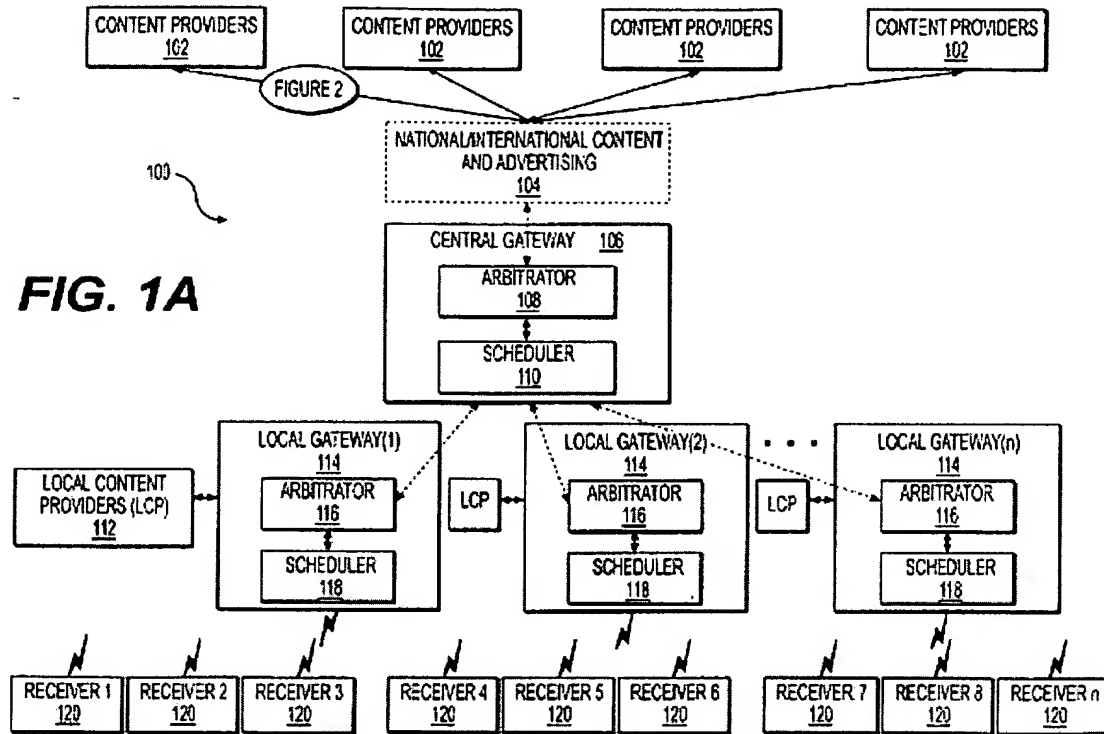 CONTENT PROVIDERS
102
CONTENT PROVIDERS
102
CONTENT PROVIDERS
102
CONTENT PROVIDERS
102
FIGURE 2
NATIONAL/INTERNATIONAL CONTENT
AND ADVERTISING
104
100
CENTRAL GATEWAY 106
ARBITRATOR
108
FIG. 1A
SCHEDULER
110
LOCAL GATEWAY(1)
114
ARBITRATOR
116
SCHEDULER
118
LOCAL CONTENT
PROVIDERS (LCP)
112
LOCAL GATEWAY(2)
114
ARBITRATOR
116
SCHEDULER
118
LCP
. . .
LOCAL GATEWAY(n)
114
ARBITRATOR
116
SCHEDULER
118
LCP
RECEIVER 1
120
RECEIVER 2
120
RECEIVER 3
120
RECEIVER 4
120
RECEIVER 5
120
RECEIVER 6
120
RECEIVER 7
120
RECEIVER 8
120
RECEIVER n
120